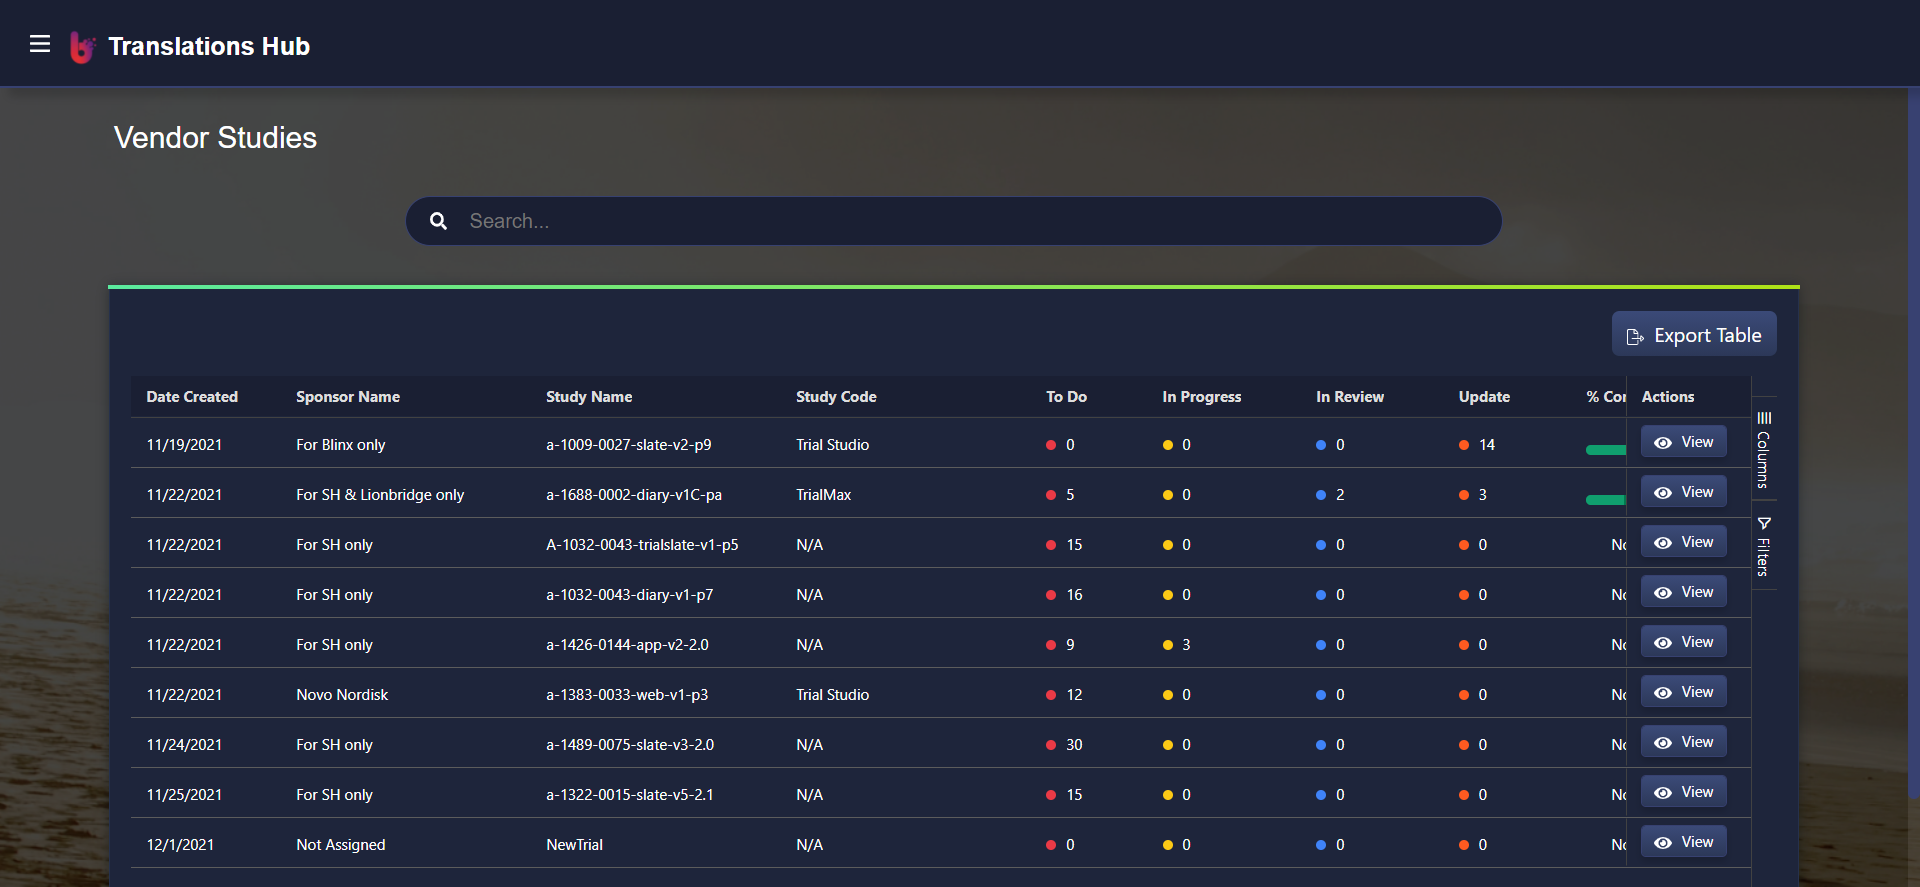 Translations Hub
Vendor Studies
Search...
Export Table
Date Created Sponsor Name Study Name Study Code To Do In Progress In Review Update % Actions
11/19/2021 For Blinx only a-1009-0027-slate-v2-p9 Trial Studio 0 0 0 14 View
11/22/2021 For SH & Lionbridge only a-1688-0002-diary-v1C-pa TrialMax 5 0 2 3 View
11/22/2021 For SH only A-1032-0043-trialslate-v1-p5 N/A 15 0 0 0 View
11/22/2021 For SH only a-1032-0043-diary-v1-p7 N/A 16 0 0 0 View
11/22/2021 For SH only a-1426-0144-app-v2-2.0 N/A 9 3 0 0 View
11/22/2021 Novo Nordisk a-1383-0033-web-v1-p3 Trial Studio 12 0 0 0 View
11/24/2021 For SH only a-1489-0075-slate-v3-2.0 N/A 30 0 0 0 View
11/25/2021 For SH only a-1322-0015-slate-v5-2.1 N/A 15 0 0 0 View
12/1/2021 Not Assigned NewTrial N/A 0 0 0 0 View
Columns
Filters